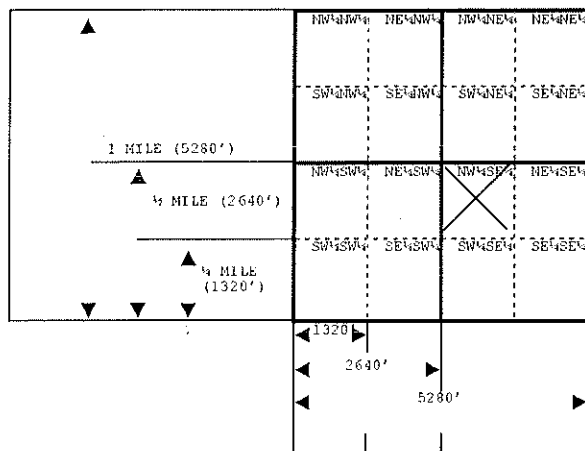 NW¼NW¼ NE¼NW¼ NW¼NE¼ NE¼NE¼
SW¼NW¼ SE¼NW¼ SW¼NE¼ SE¼NE¼
1 MILE (5280')
NW¼SW¼ NE¼SW¼ NW¼SE¼ NE¼SE¼
½ MILE (2640')
SW¼SW¼ SE¼SW¼ SW¼SE¼ SE¼SE¼
¼ MILE
(1320')
1320
2640'
5280'